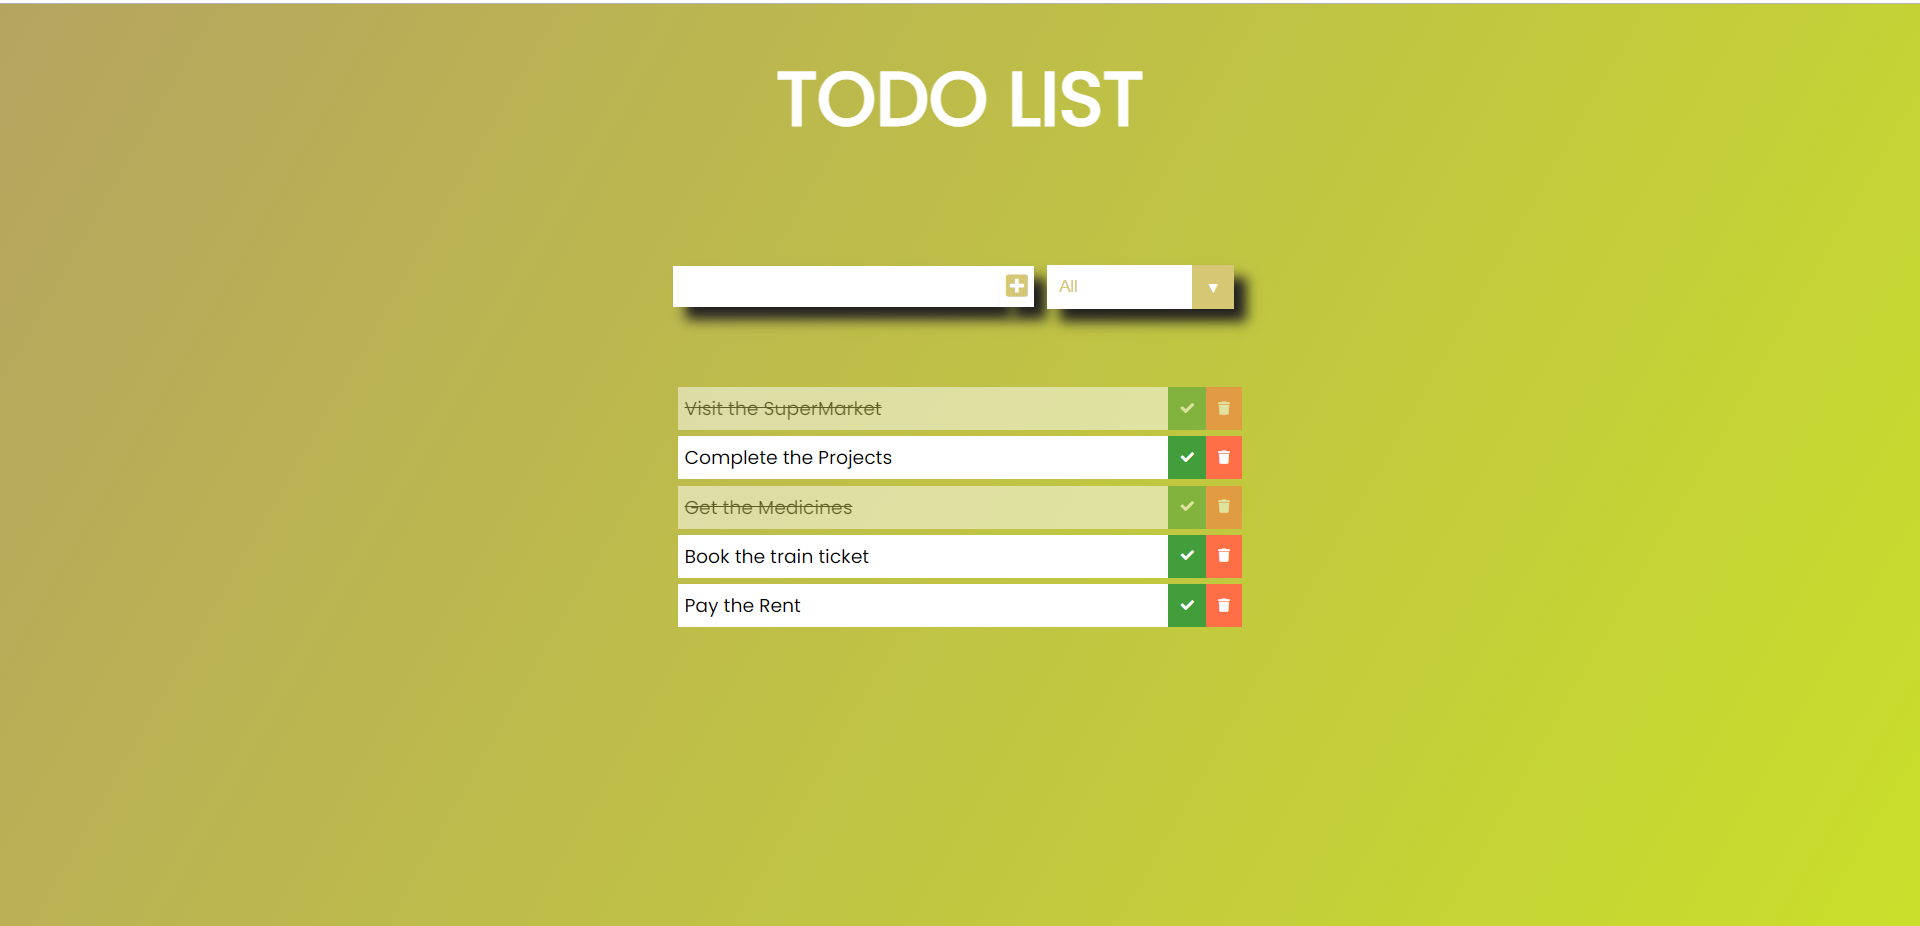 TODO LIST
All
Visit the SuperMarket
Complete the Projects
Get the Medicines
Book the train ticket
Pay the Rent